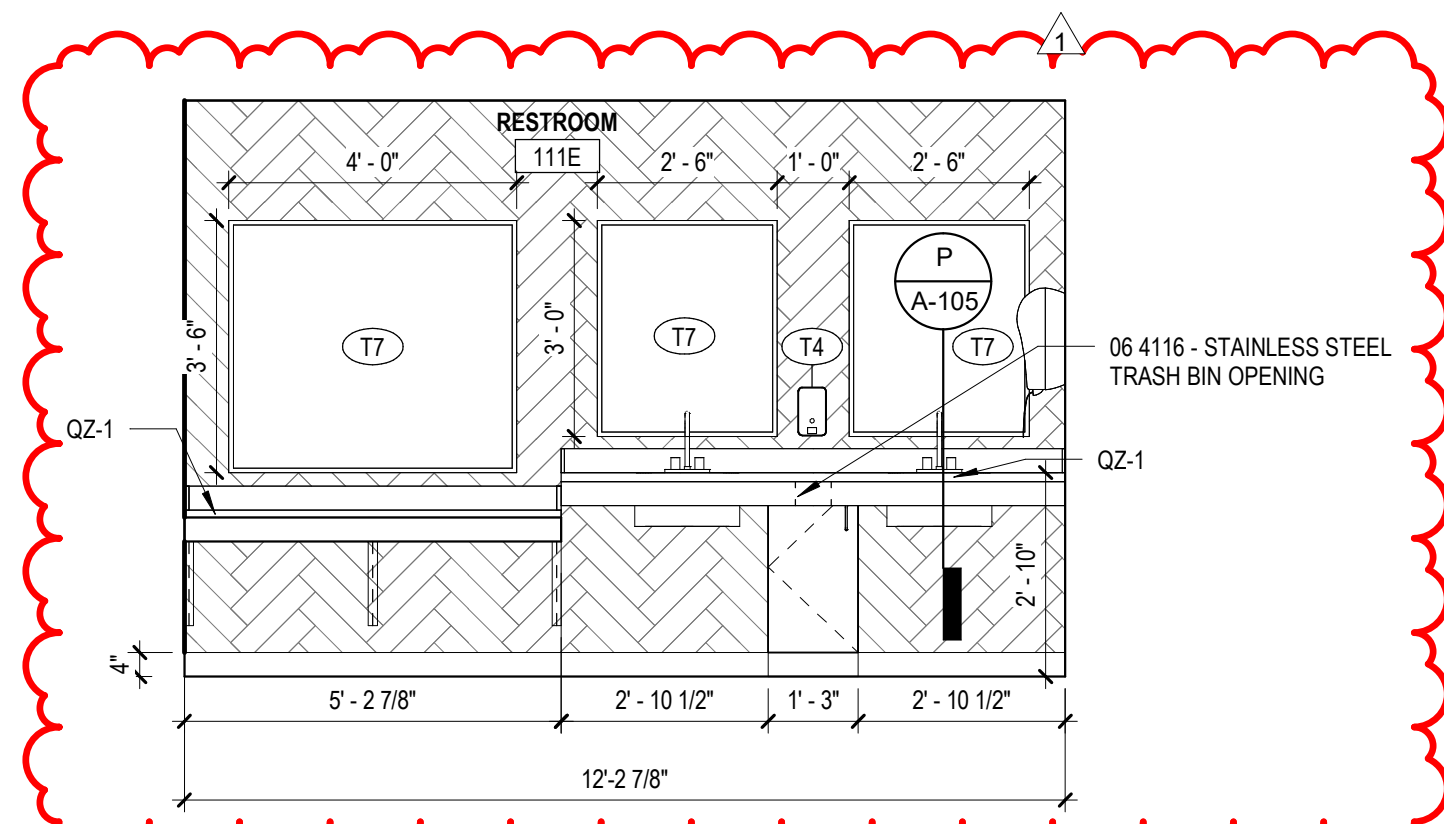 1
RESTROOM
111E
4' - 0"
2' - 6"
1' - 0"
2' - 6"
P
A-105
3' - 6"
T7
3' - 0"
T7
T4
T7
06 4116 - STAINLESS STEEL
TRASH BIN OPENING
QZ-1
QZ-1
2' - 10"
4"
5' - 2 7/8"
2' - 10 1/2"
1' - 3"
2' - 10 1/2"
12'-2 7/8"